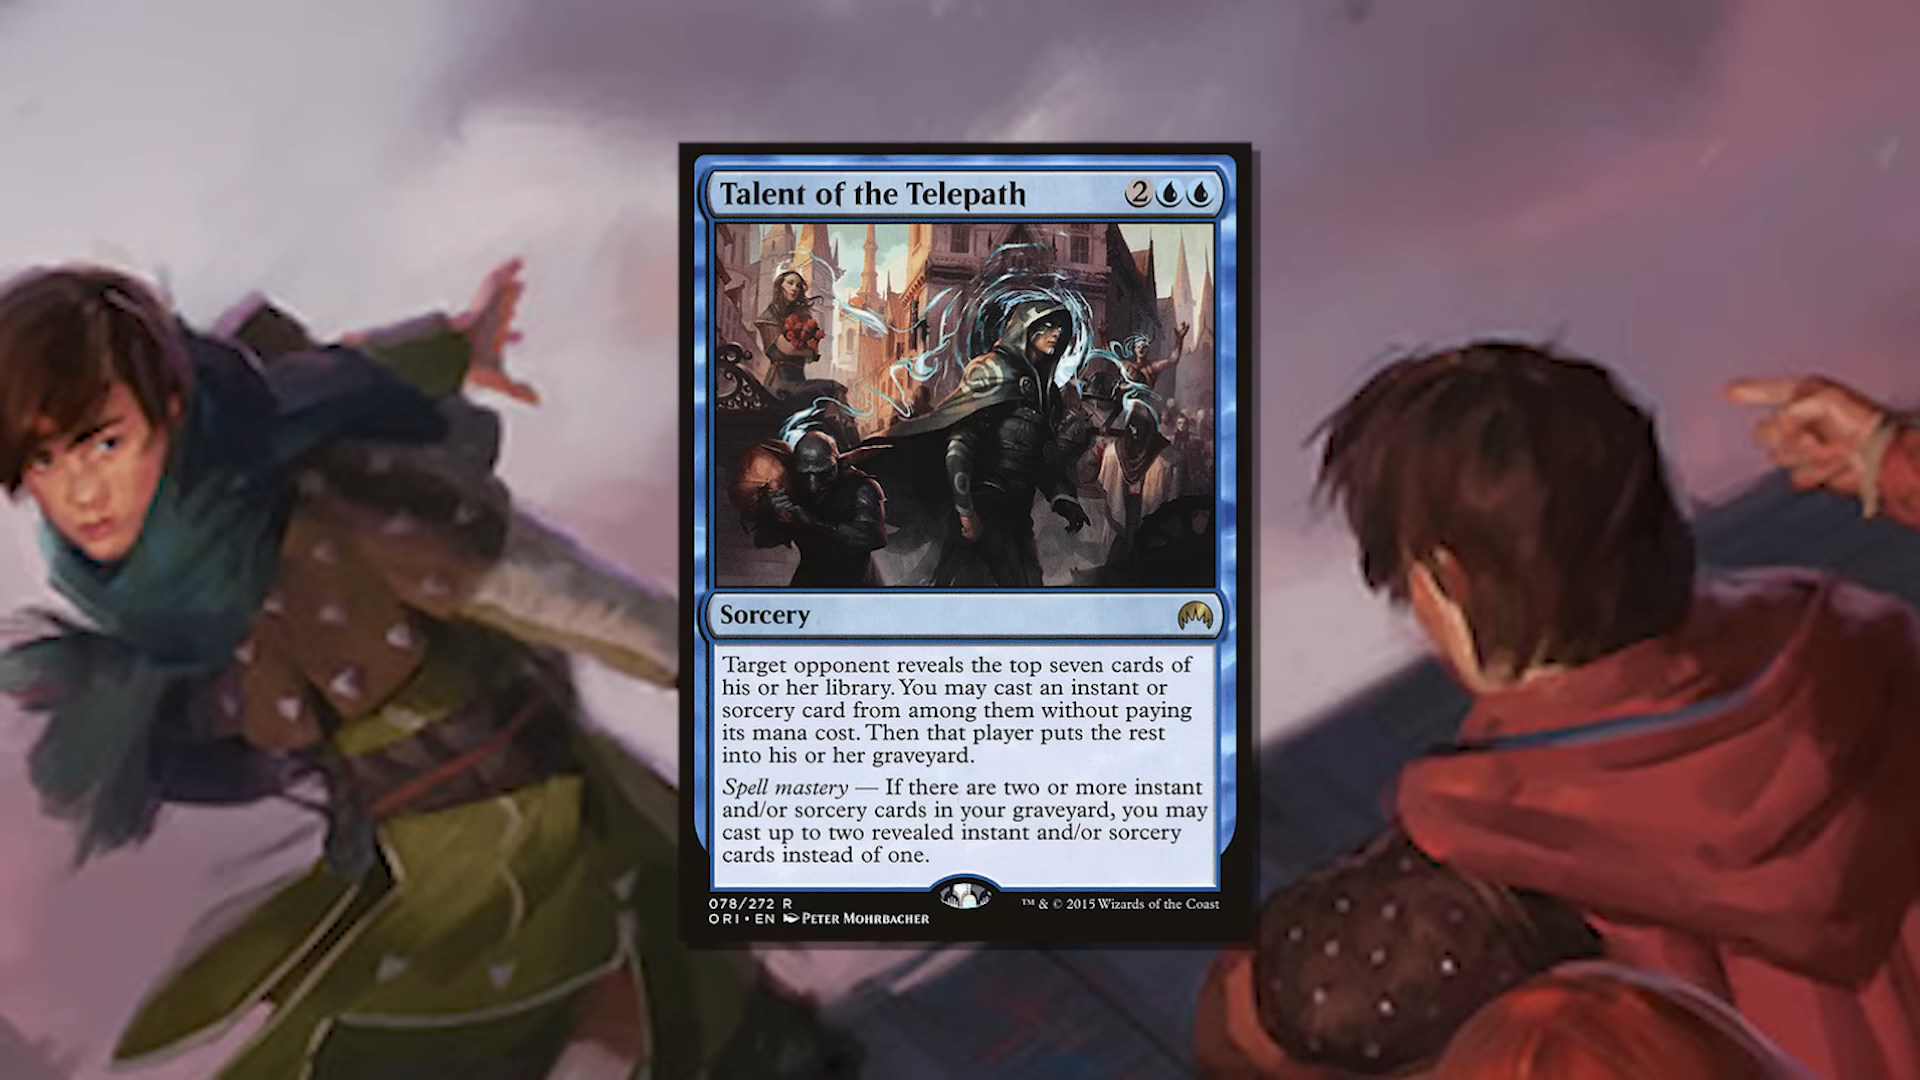 Talent of the Telepath 2
Sorcery
Target opponent reveals the top seven cards of
his or her library. You may cast an instant or
sorcery card from among them without paying
its mana cost. Then that player puts the rest
into his or her graveyard.
Spell mastery — If there are two or more instant
and/or sorcery cards in your graveyard, you may
cast up to two revealed instant and/or sorcery
cards instead of one.
078/272 R
ORI • EN Peter Mohrbacher
™ & © 2015 Wizards of the Coast